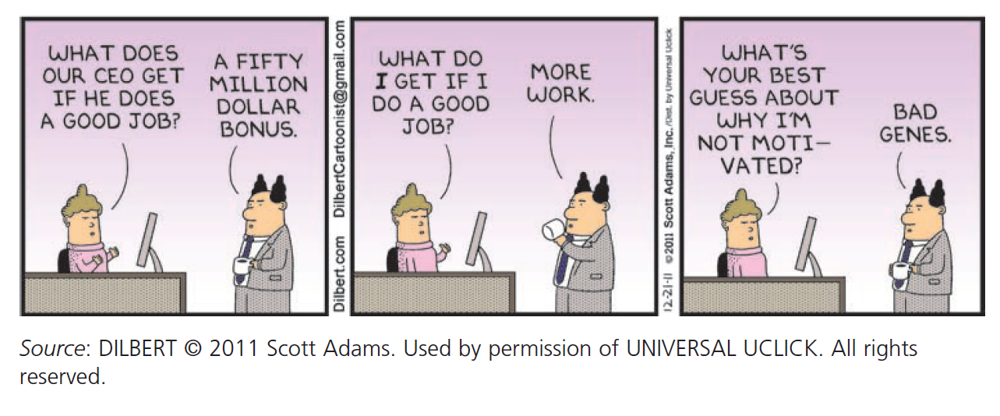 WHAT DOES
OUR CEO GET
IF HE DOES
A GOOD JOB?
A FIFTY
MILLION
DOLLAR
BONUS.
Dilbert.com DilbertCartoonist@gmail.com
WHAT DO
I GET IF I
DO A GOOD
JOB?
MORE
WORK.
12-21-11 ©2011 Scott Adams, Inc. /Dist. by Universal Uclick
WHAT'S
YOUR BEST
GUESS ABOUT
WHY I'M
NOT MOTI—
VATED?
BAD
GENES.
Source: DILBERT © 2011 Scott Adams. Used by permission of UNIVERSAL UCLICK. All rights
reserved.